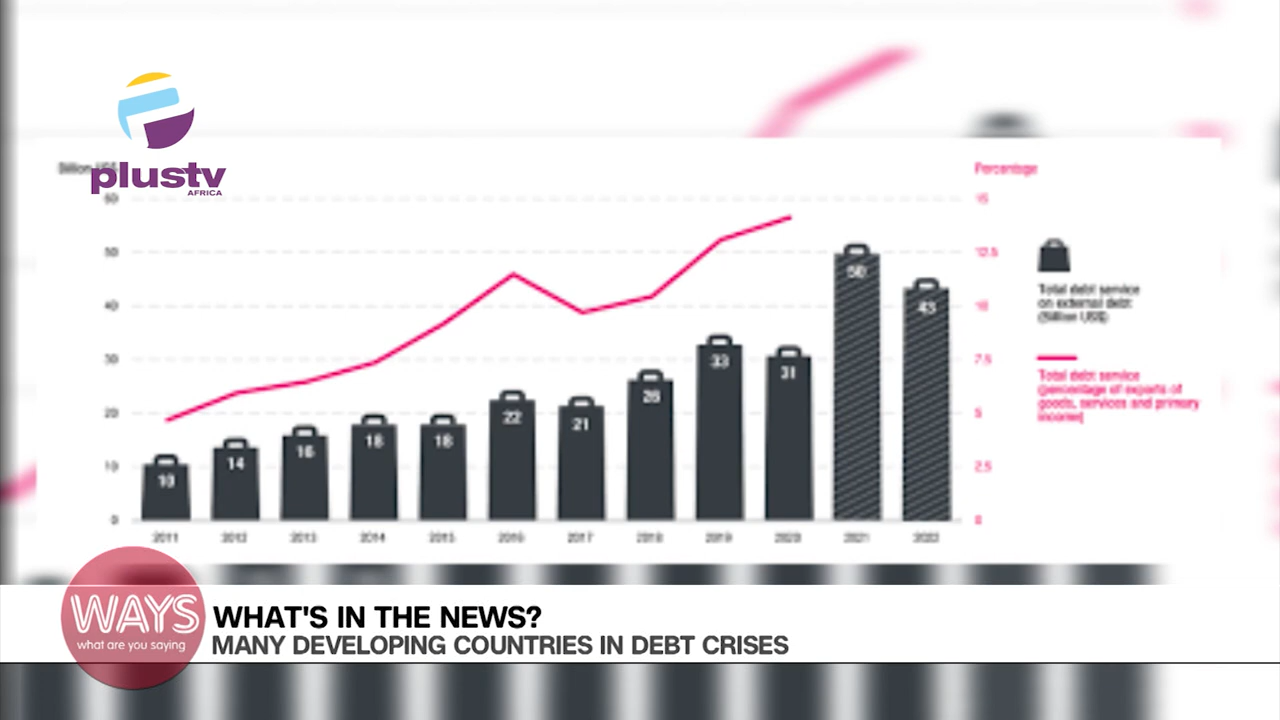 plustv
AFRICA
Billion US$
Percentage
60
50
40
30
20
10
0
15
12.5
10
7.5
5
2.5
0
10
14
16
18
18
22
21
26
33
31
50
43
2011
2012
2013
2014
2015
2016
2017
2018
2019
2020
2021
2022
Total debt service
on external debt
(Billion US$)
Total debt service
(percentage of exports of
goods, services and primary
income)
WAYS
what are you saying
WHAT'S IN THE NEWS?
MANY DEVELOPING COUNTRIES IN DEBT CRISES